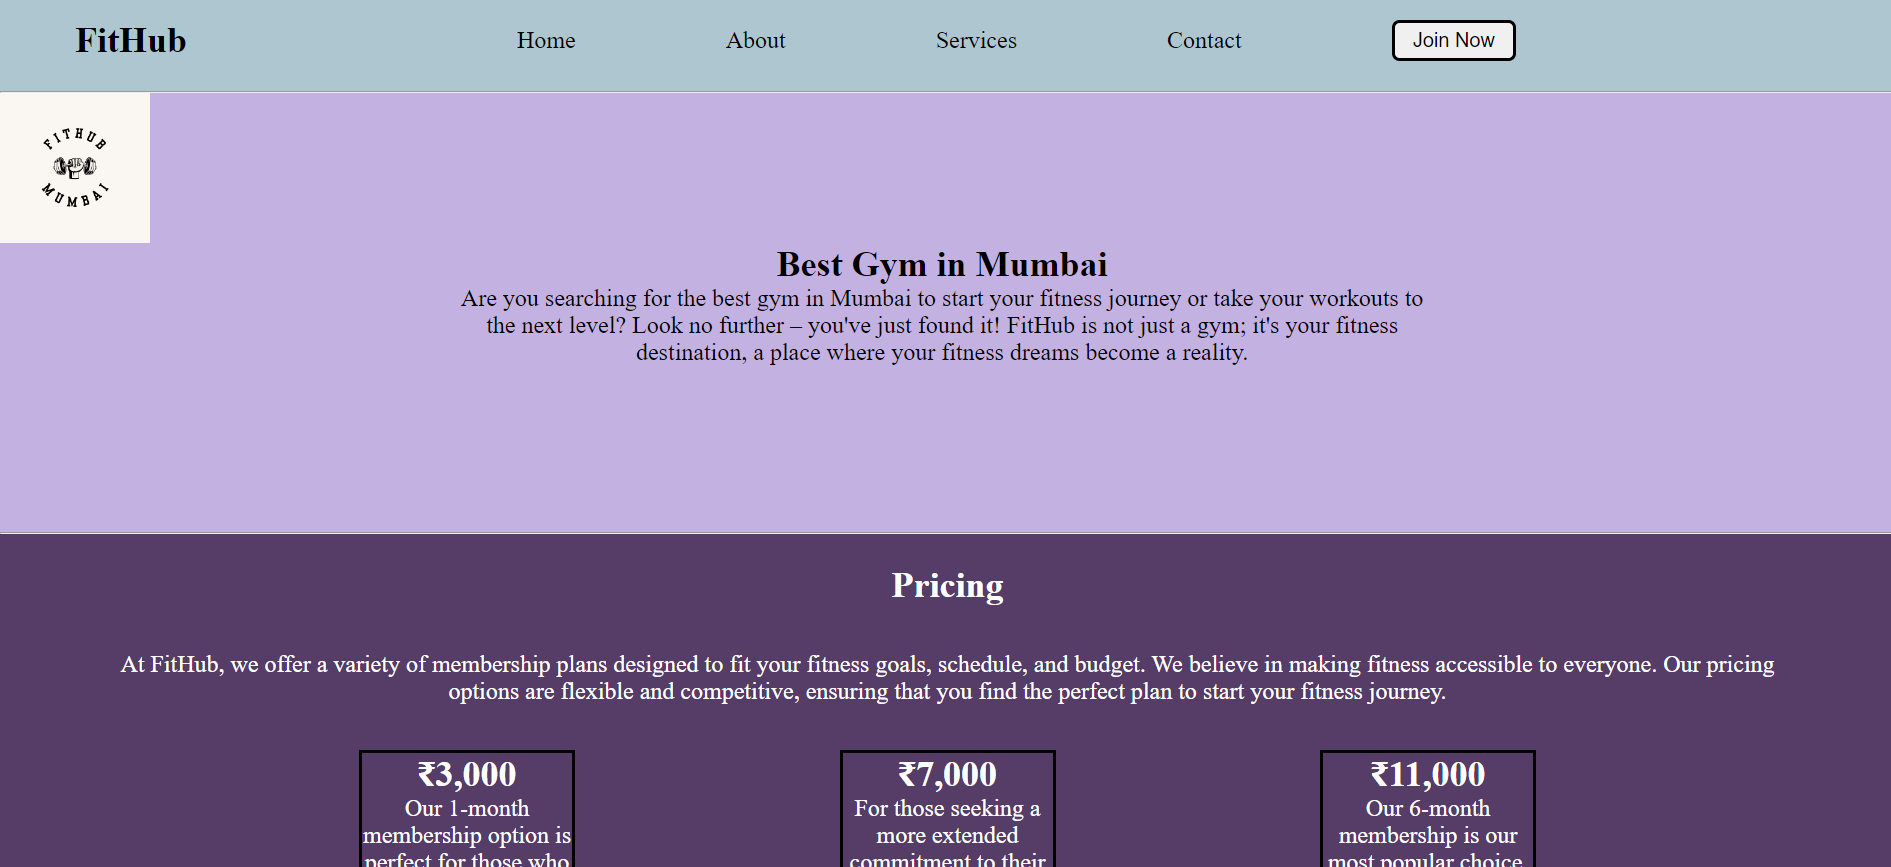 FitHub
Home
About
Services
Contact
Join Now
FITHUB
MUMBAI
Best Gym in Mumbai
Are you searching for the best gym in Mumbai to start your fitness journey or take your workouts to
the next level? Look no further – you've just found it! FitHub is not just a gym; it's your fitness
destination, a place where your fitness dreams become a reality.
Pricing
At FitHub, we offer a variety of membership plans designed to fit your fitness goals, schedule, and budget. We believe in making fitness accessible to everyone. Our pricing
options are flexible and competitive, ensuring that you find the perfect plan to start your fitness journey.
₹3,000
Our 1-month
membership option is
perfect for those who
₹7,000
For those seeking a
more extended
commitment to their
₹11,000
Our 6-month
membership is our
most popular choice